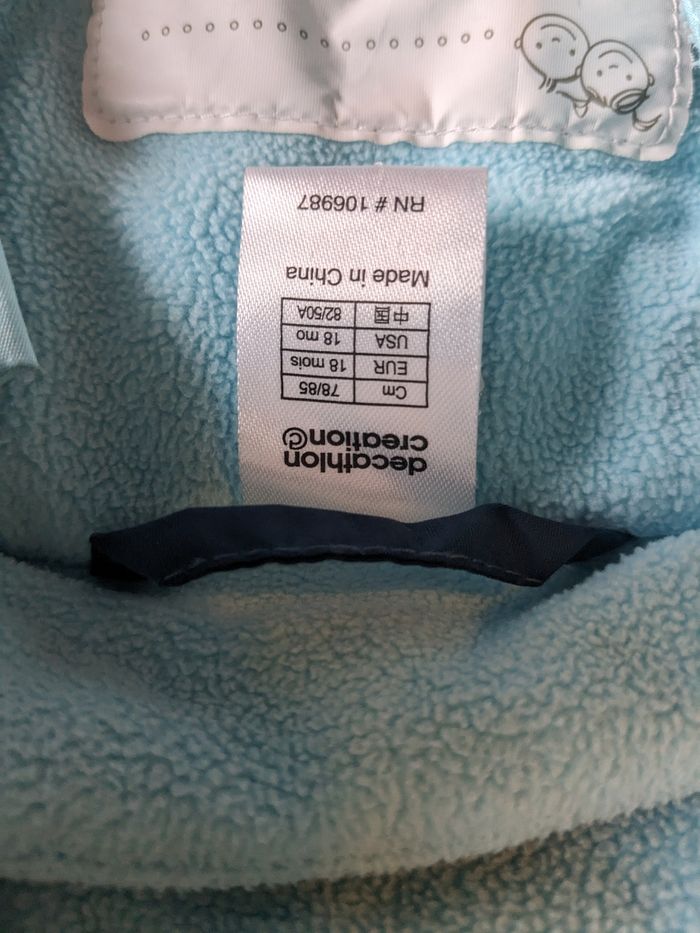 decathlon
creation©
Cm 78/85
EUR 18 mois
USA 18 mo
中国 82/50A
Made in China
RN # 106987